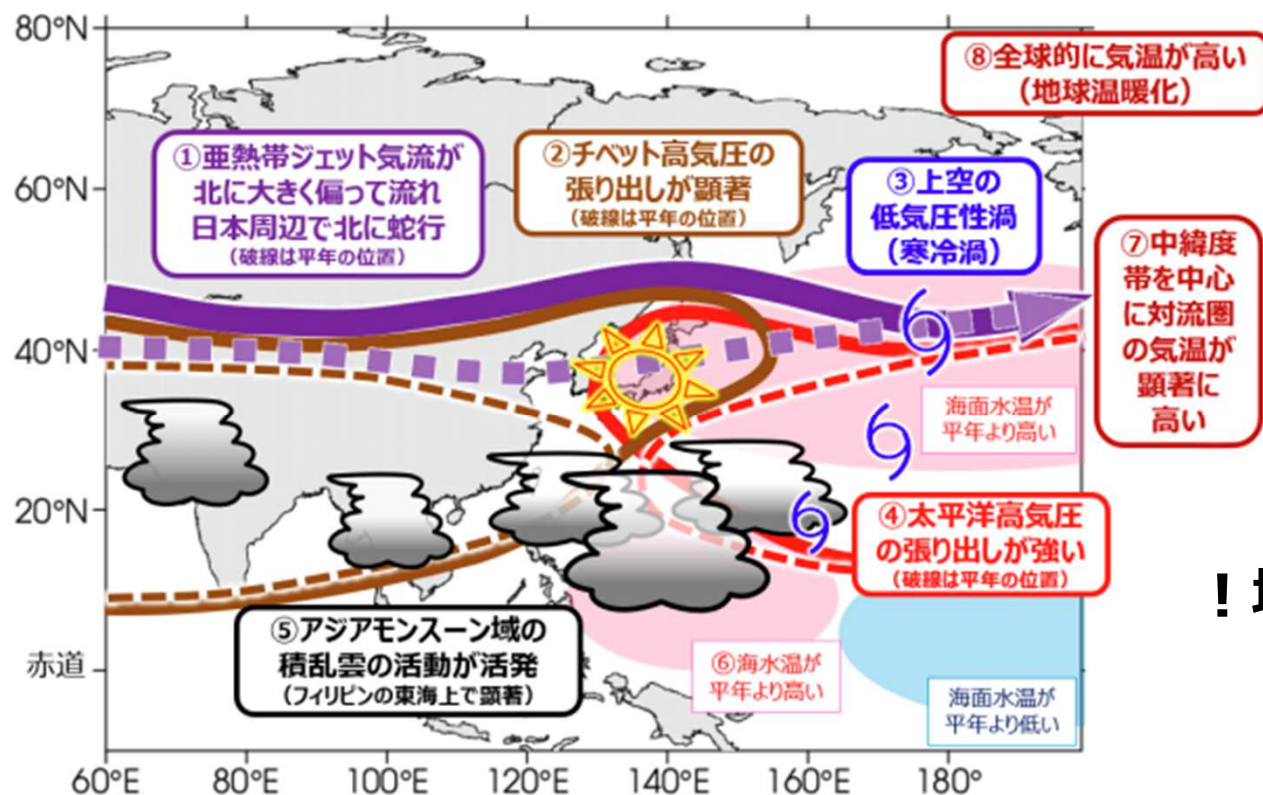 80°N
60°N
40°N
20°N
赤道
60°E
80°E
100°E
120°E
140°E
160°E
180°
①亜熱帯ジェット気流が
北に大きく偏って流れ
日本周辺で北に蛇行
(破線は平年の位置)
②チベット高気圧の
張り出しが顕著
(破線は平年の位置)
③上空の
低気圧性渦
(寒冷渦)
⑧全球的に気温が高い
(地球温暖化)
⑦中緯度
帯を中心
に対流圏
の気温が
顕著に
高い
海面水温が
平年より高い
④太平洋高気圧
の張り出しが強い
(破線は平年の位置)
⑤アジアモンスーン域の
積乱雲の活動が活発
(フィリピンの東海上で顕著)
⑥海水温が
平年より高い
海面水温が
平年より低い
!